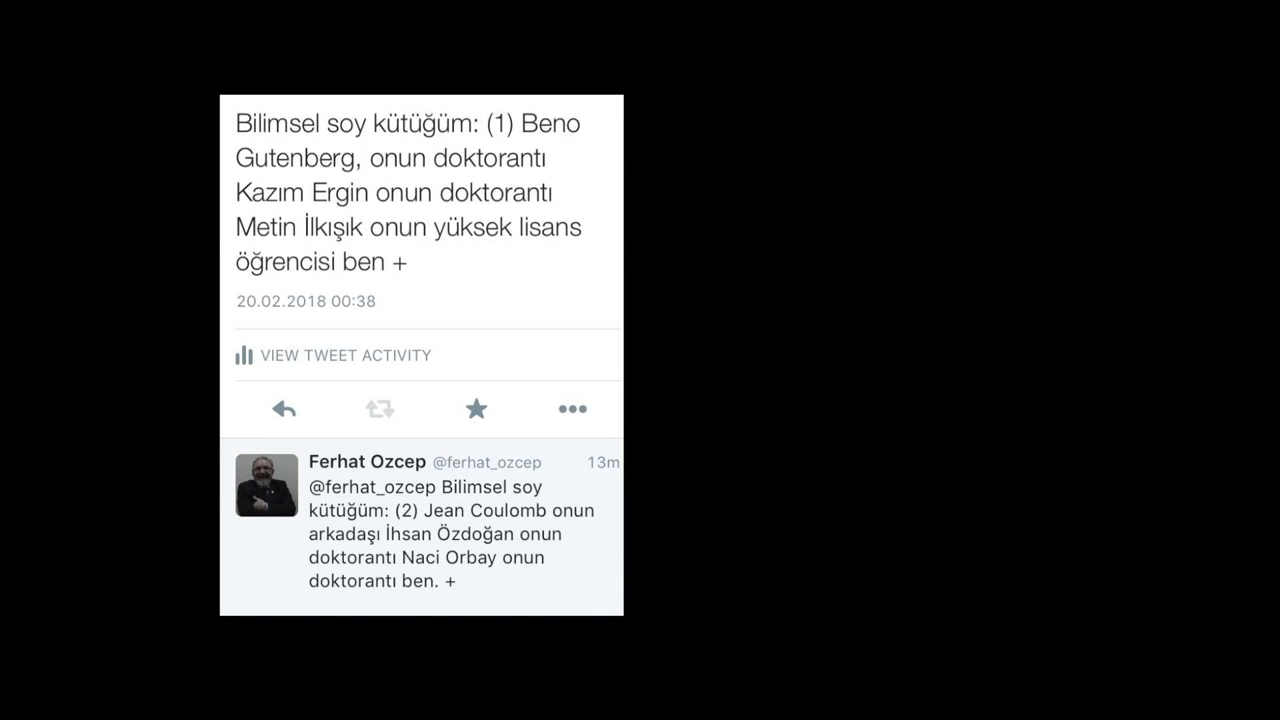 Bilimsel soy kütüğüm: (1) Beno
Gutenberg, onun doktorantı
Kazım Ergin onun doktorantı
Metin İlkışık onun yüksek lisans
öğrencisi ben +
20.02.2018 00:38
VIEW TWEET ACTIVITY
Ferhat Ozcep @ferhat_ozcep 13m
@ferhat_ozcep Bilimsel soy
kütüğüm: (2) Jean Coulomb onun
arkadaşı İhsan Özdoğan onun
doktorantı Naci Orbay onun
doktorantı ben. +